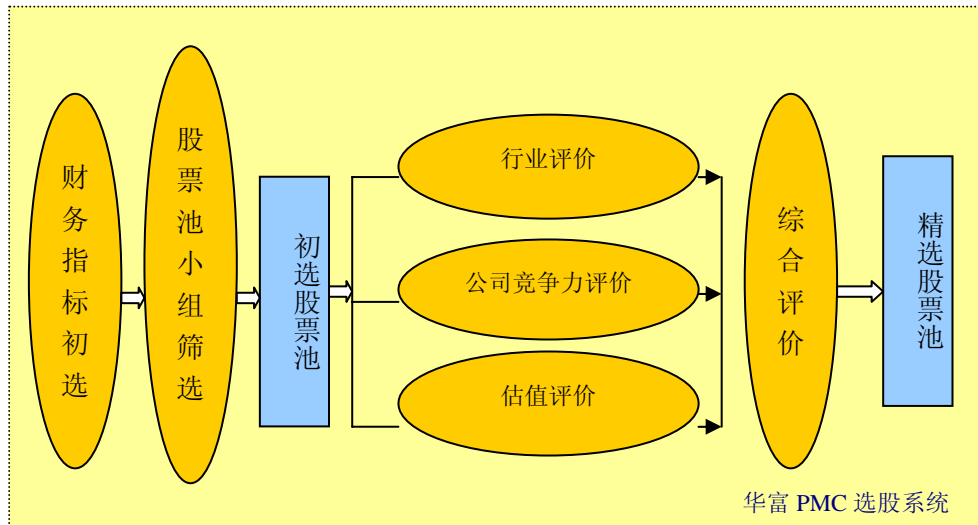 财务指标初选
股票池小组筛选
初选股票池
行业评价
公司竞争力评价
估值评价
综合评价
精选股票池
华富 PMC 选股系统